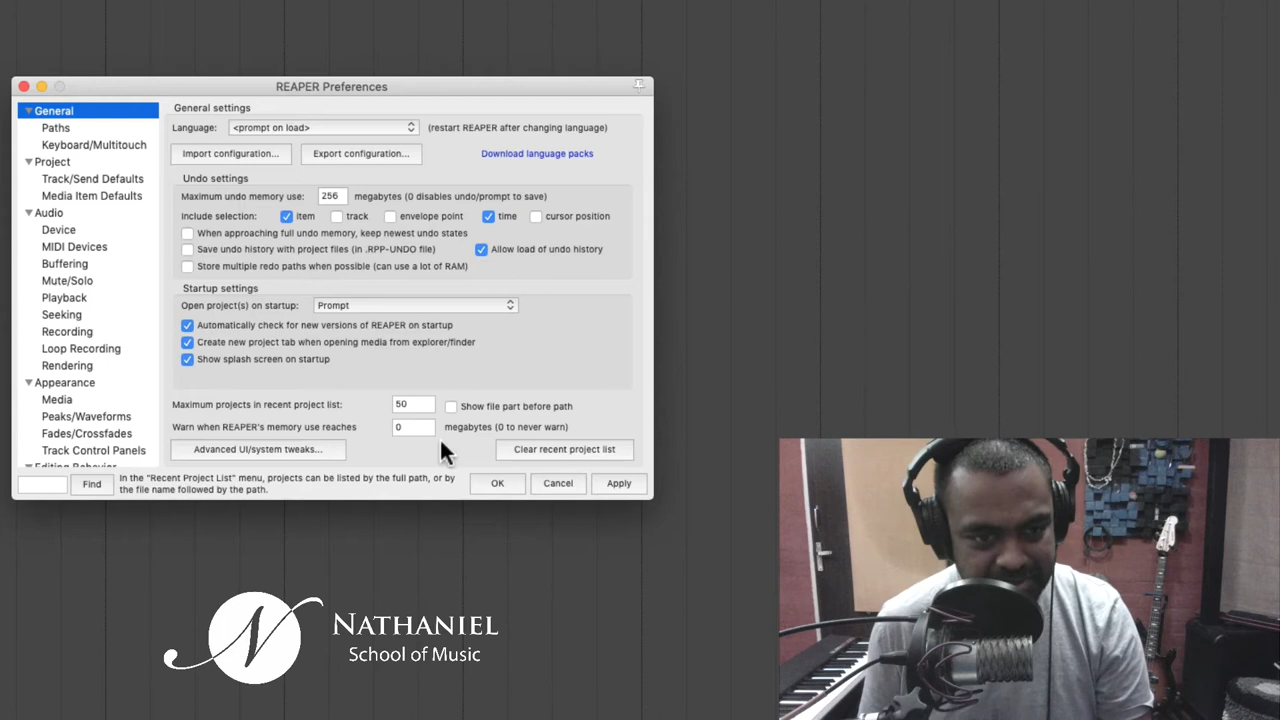 REAPER Preferences
General
Paths
Keyboard/Multitouch
Project
Track/Send Defaults
Media Item Defaults
Audio
Device
MIDI Devices
Buffering
Mute/Solo
Playback
Seeking
Recording
Loop Recording
Rendering
Appearance
Media
Peaks/Waveforms
Fades/Crossfades
Track Control Panels
Editing Behavior
General settings
Language: <prompt on load> (restart REAPER after changing language)
Import configuration... Export configuration... Download language packs
Undo settings
Maximum undo memory use: 256 megabytes (0 disables undo/prompt to save)
Include selection: item track envelope point time cursor position
When approaching full undo memory, keep newest undo states
Save undo history with project files (in .RPP-UNDO file) Allow load of undo history
Store multiple redo paths when possible (can use a lot of RAM)
Startup settings
Open project(s) on startup: Prompt
Automatically check for new versions of REAPER on startup
Create new project tab when opening media from explorer/finder
Show splash screen on startup
Maximum projects in recent project list: 50 Show file part before path
Warn when REAPER's memory use reaches 0 megabytes (0 to never warn)
Advanced UI/system tweaks... Clear recent project list
Find In the "Recent Project List" menu, projects can be listed by the full path, or by
the file name followed by the path.
OK Cancel Apply
N NATHANIEL
School of Music